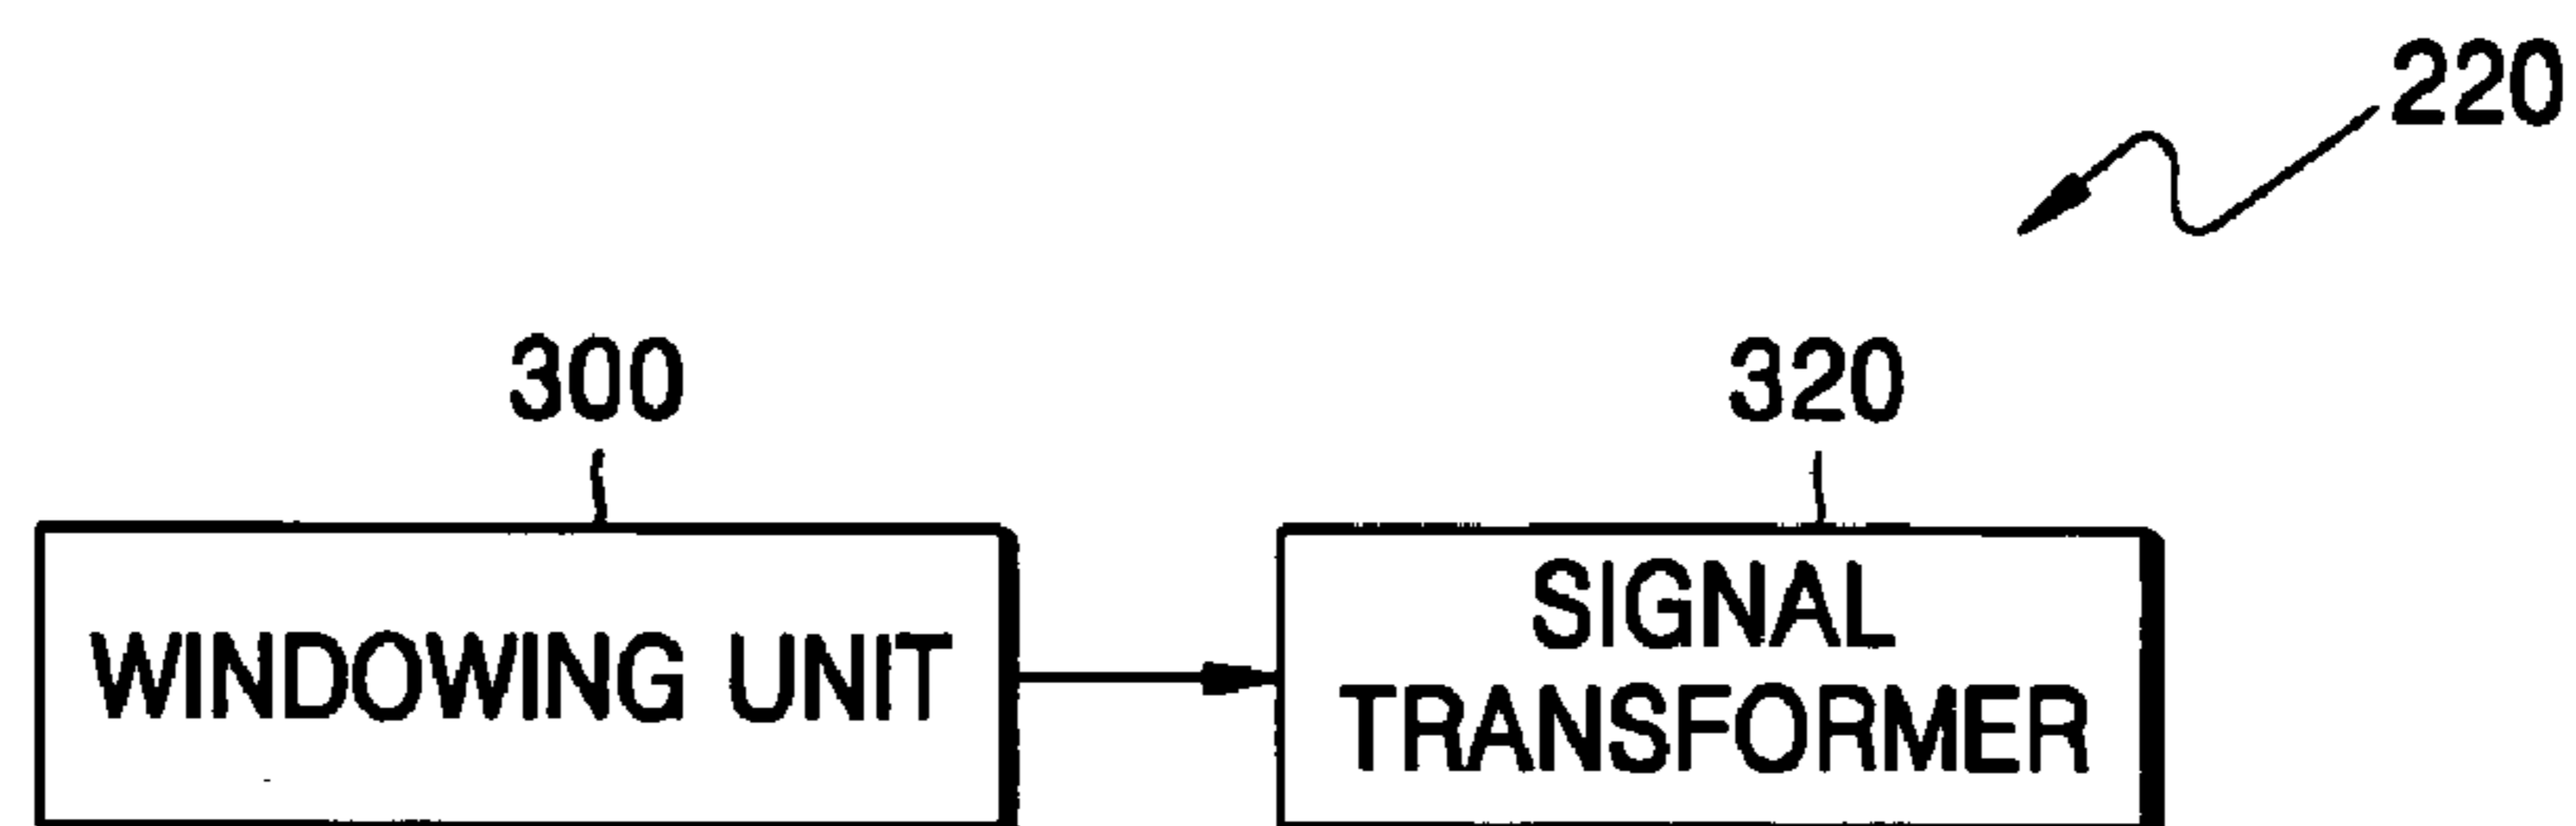 220
300
320
WINDOWING UNIT
SIGNAL
TRANSFORMER